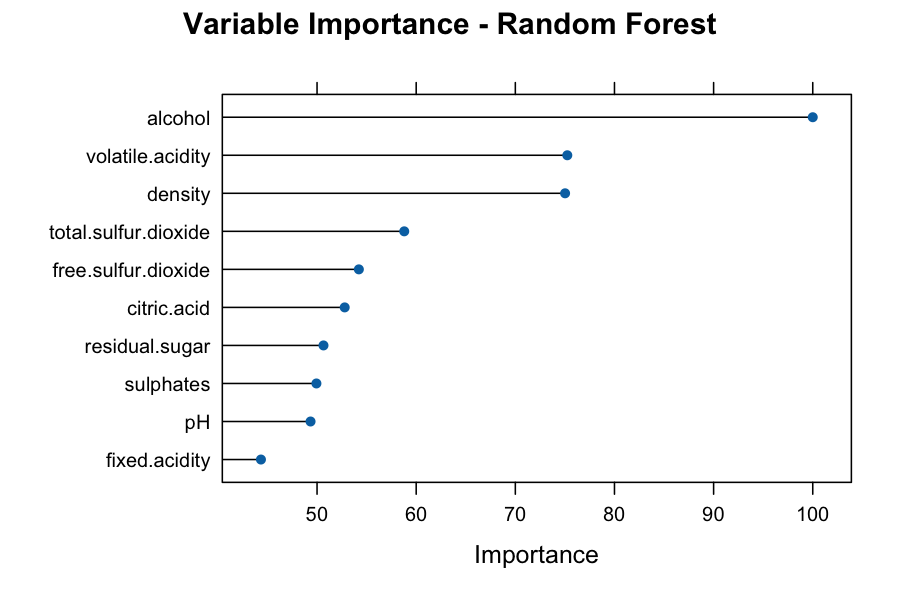 Variable Importance - Random Forest
alcohol
volatile.acidity
density
total.sulfur.dioxide
free.sulfur.dioxide
citric.acid
residual.sugar
sulphates
pH
fixed.acidity
50 60 70 80 90 100
Importance